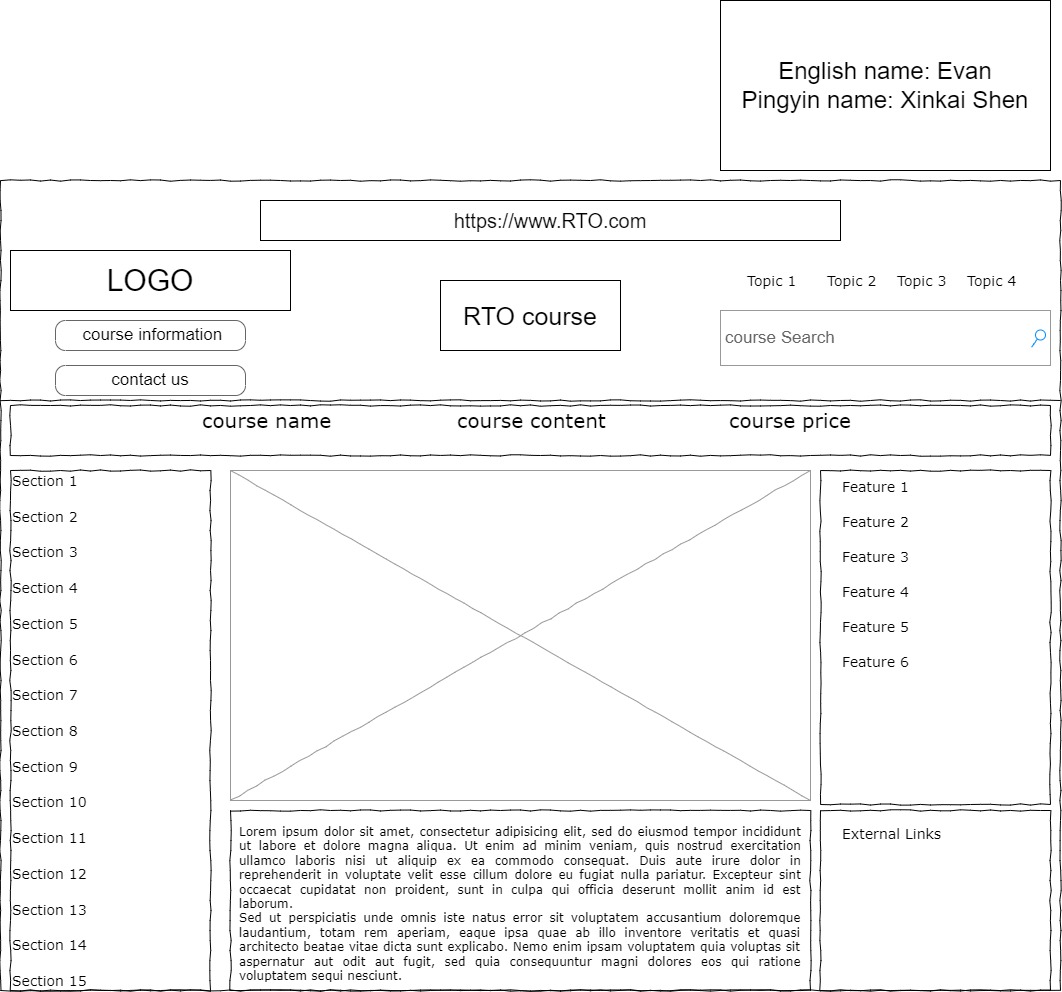 English name: Evan
Pingyin name: Xinkai Shen
https://www.RTO.com
LOGO
course information
contact us
RTO course
Topic 1
Topic 2
Topic 3
Topic 4
course Search
course name
course content
course price
Section 1
Section 2
Section 3
Section 4
Section 5
Section 6
Section 7
Section 8
Section 9
Section 10
Section 11
Section 12
Section 13
Section 14
Section 15
Lorem ipsum dolor sit amet, consectetur adipisicing elit, sed do eiusmod tempor incididunt
ut labore et dolore magna aliqua. Ut enim ad minim veniam, quis nostrud exercitation
ullamco laboris nisi ut aliquip ex ea commodo consequat. Duis aute irure dolor in
reprehenderit in voluptate velit esse cillum dolore eu fugiat nulla pariatur. Excepteur sint
occaecat cupidatat non proident, sunt in culpa qui officia deserunt mollit anim id est
laborum.
Sed ut perspiciatis unde omnis iste natus error sit voluptatem accusantium doloremque
laudantium, totam rem aperiam, eaque ipsa quae ab illo inventore veritatis et quasi
architecto beatae vitae dicta sunt explicabo. Nemo enim ipsam voluptatem quia voluptas sit
aspernatur aut odit aut fugit, sed quia consequuntur magni dolores eos qui ratione
voluptatem sequi nesciunt.
Feature 1
Feature 2
Feature 3
Feature 4
Feature 5
Feature 6
External Links